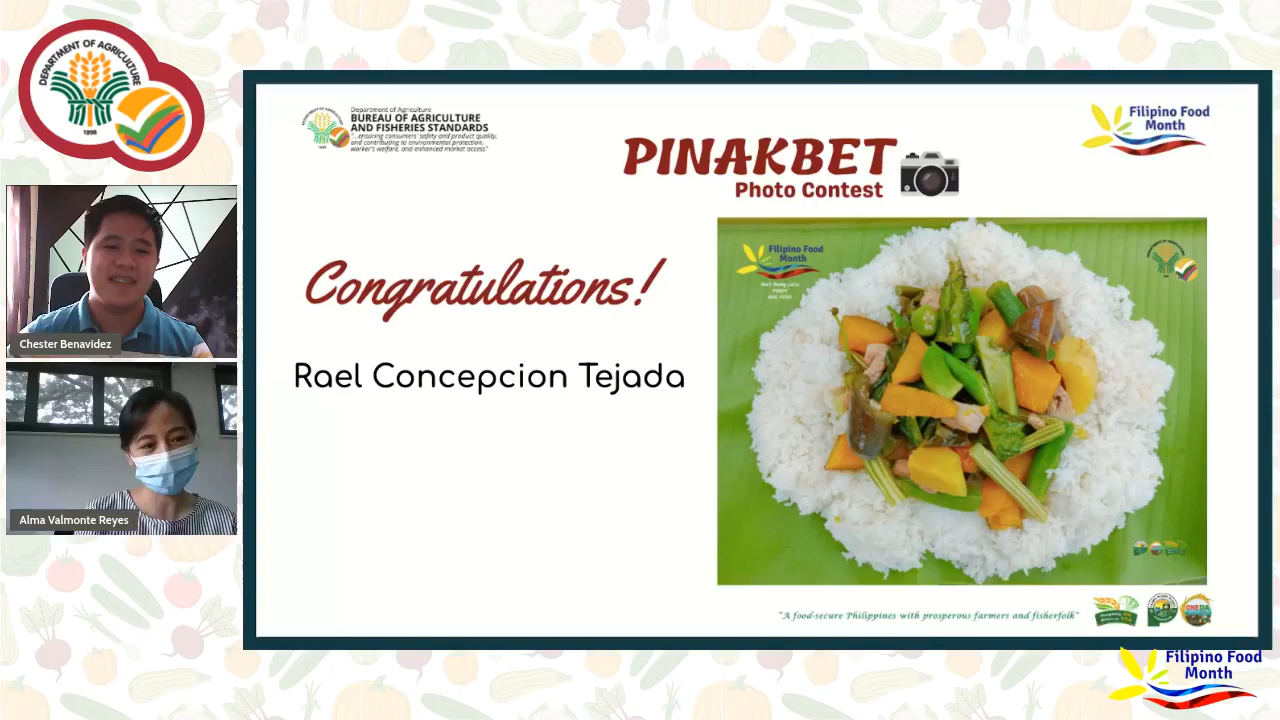 DEPARTMENT OF AGRICULTURE
1898
Chester Benavidez
Alma Valmonte Reyes
Department of Agriculture
BUREAU OF AGRICULTURE
AND FISHERIES STANDARDS
"...ensuring consumers' safety and product quality,
and contributing to environmental protection,
worker's welfare, and enhanced market access"
Filipino Food
Month
PINAKBET
Photo Contest
Congratulations!
Rael Concepcion Tejada
Filipino Food
Month
"A food-secure Philippines with prosperous farmers and fisherfolk"
ONE DA
Filipino Food
Month